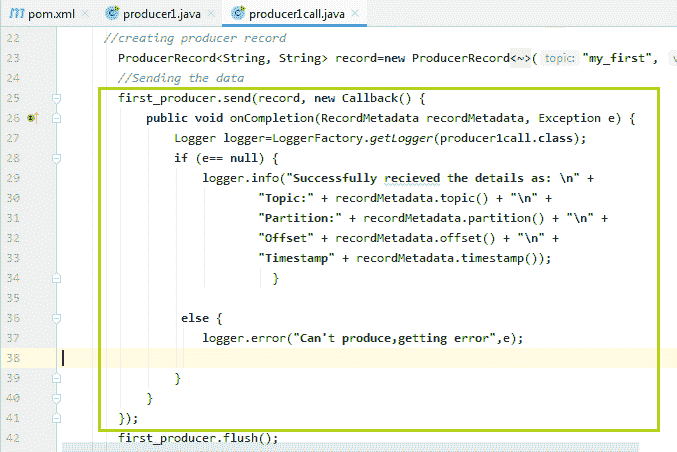 pom.xml producer1.java producer1call.java
22 //creating producer record
23 ProducerRecord<String, String> record=new ProducerRecord<~>( topic: "my_first",
24 //Sending the data
25 first_producer.send(record, new Callback() {
26 public void onCompletion(RecordMetadata recordMetadata, Exception e) {
27 Logger logger=LoggerFactory.getLogger(producer1call.class);
28 if (e== null) {
29 logger.info("Successfully recieved the details as: \n" +
30 "Topic:" + recordMetadata.topic() + "\n" +
31 "Partition:" + recordMetadata.partition() + "\n" +
32 "Offset" + recordMetadata.offset() + "\n" +
33 "Timestamp" + recordMetadata.timestamp());
34 }
35
36 else {
37 logger.error("Can't produce,getting error",e);
38
39 }
40 }
41 });
42 first_producer.flush();